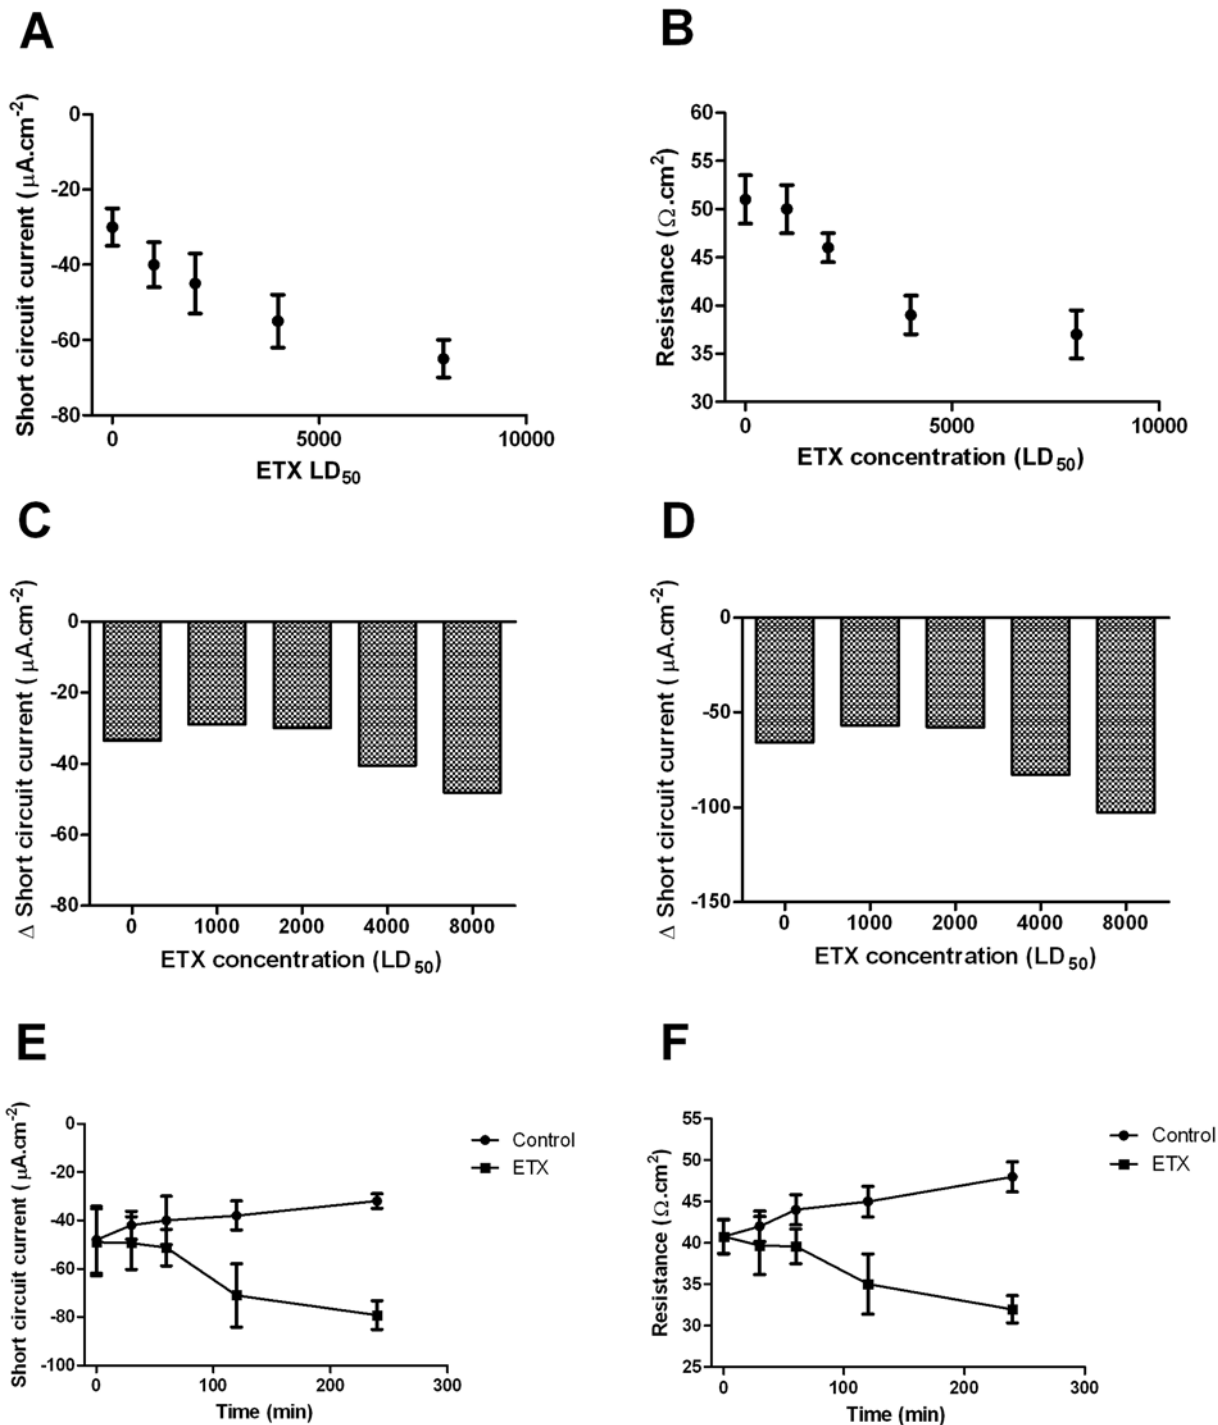 A
Short circuit current ( μA.cm-2)
0
-20
-40
-60
-80
0 5000 10000
ETX LD50
B
Resistance (Ω.cm2)
60
55
50
45
40
35
30
0 5000 10000
ETX concentration (LD50)
C
Δ Short circuit current ( μA.cm-2)
0
-20
-40
-60
-80
0 1000 2000 4000 8000
ETX concentration (LD50)
D
Δ Short circuit current ( μA.cm-2)
0
-50
-100
-150
0 1000 2000 4000 8000
ETX concentration (LD50)
E
Short circuit current ( μA.cm-2)
0
-20
-40
-60
-80
-100
0 100 200 300
Time (min)
Control
ETX
F
Resistance (Ω.cm2)
55
50
45
40
35
30
25
0 100 200 300
Time (min)
Control
ETX